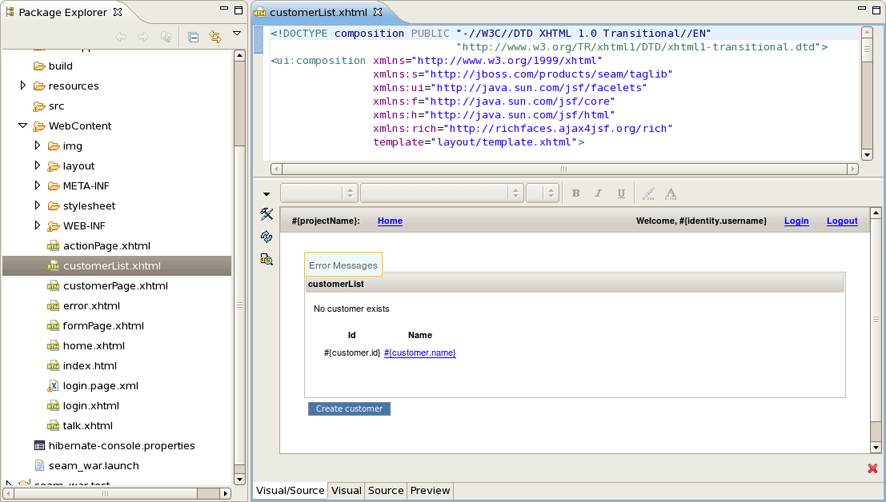 Package Explorer
build
resources
src
WebContent
img
layout
META-INF
stylesheet
WEB-INF
actionPage.xhtml
customerList.xhtml
customerPage.xhtml
error.xhtml
formPage.xhtml
home.xhtml
index.html
login.page.xml
login.xhtml
talk.xhtml
hibernate-console.properties
seam_war.launch
customerList.xhtml
<!DOCTYPE composition PUBLIC "-//W3C//DTD XHTML 1.0 Transitional//EN"
"http://www.w3.org/TR/xhtml1/DTD/xhtml1-transitional.dtd">
<ui:composition xmlns="http://www.w3.org/1999/xhtml"
xmlns:s="http://jboss.com/products/seam/taglib"
xmlns:ui="http://java.sun.com/jsf/facelets"
xmlns:f="http://java.sun.com/jsf/core"
xmlns:h="http://java.sun.com/jsf/html"
xmlns:rich="http://richfaces.ajax4jsf.org/rich"
template="layout/template.xhtml">
B I U A
#{projectName}: Home Welcome, #{identity.username} Login Logout
Error Messages
customerList
No customer exists
Id Name
#{customer.id} #{customer.name}
Create customer
Visual/Source Visual Source Preview